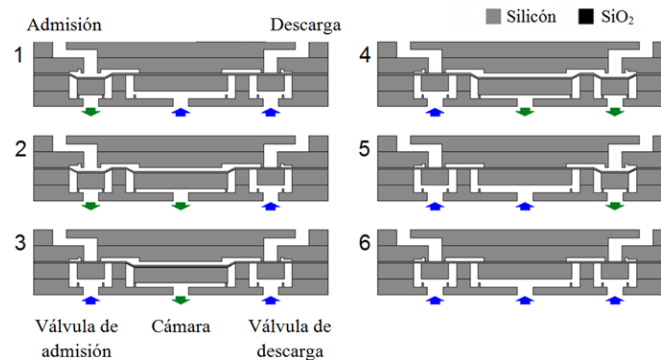 Admisión
Descarga
Silicón
SiO₂
1
2
3
4
5
6
Válvula de
admisión
Cámara
Válvula de
descarga